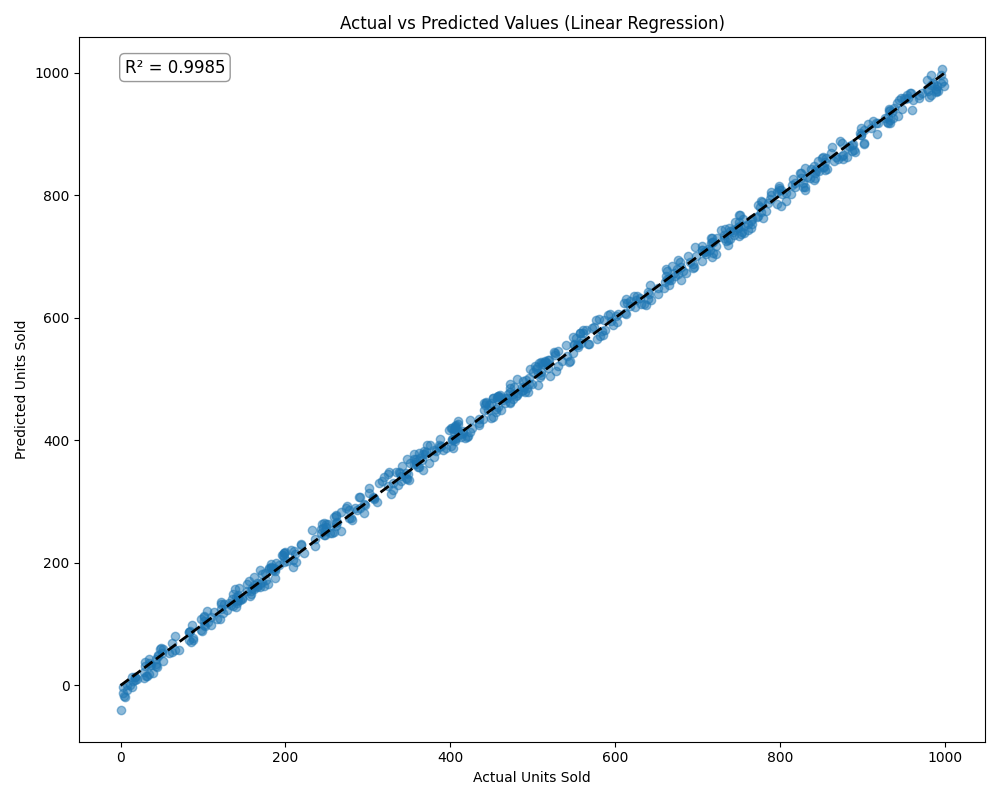 Actual vs Predicted Values (Linear Regression)
R² = 0.9985
1000
800
600
400
200
0
Predicted Units Sold
0 200 400 600 800 1000
Actual Units Sold